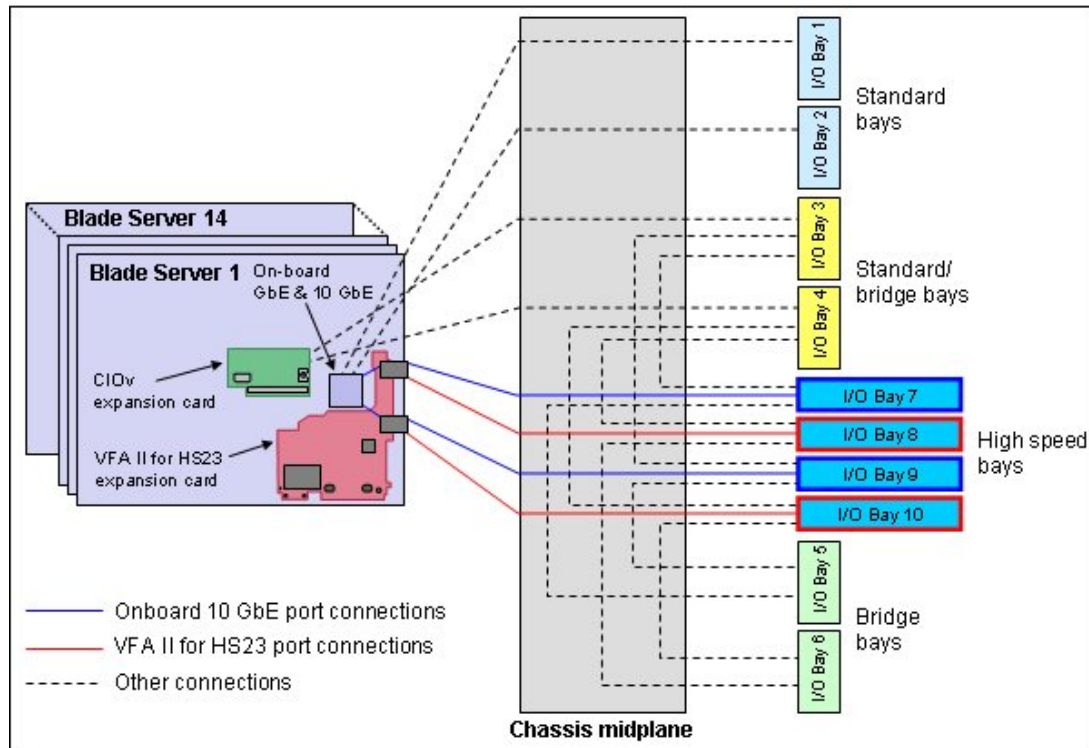 Blade Server 14
Blade Server 1
On-board
GbE & 10 GbE
CIOv
expansion card
VFA II for HS23
expansion card
Onboard 10 GbE port connections
VFA II for HS23 port connections
Other connections
Chassis midplane
I/O Bay 1
I/O Bay 2
Standard
bays
I/O Bay 3
I/O Bay 4
Standard/
bridge bays
I/O Bay 7
I/O Bay 8
I/O Bay 9
I/O Bay 10
High speed
bays
I/O Bay 5
I/O Bay 6
Bridge
bays